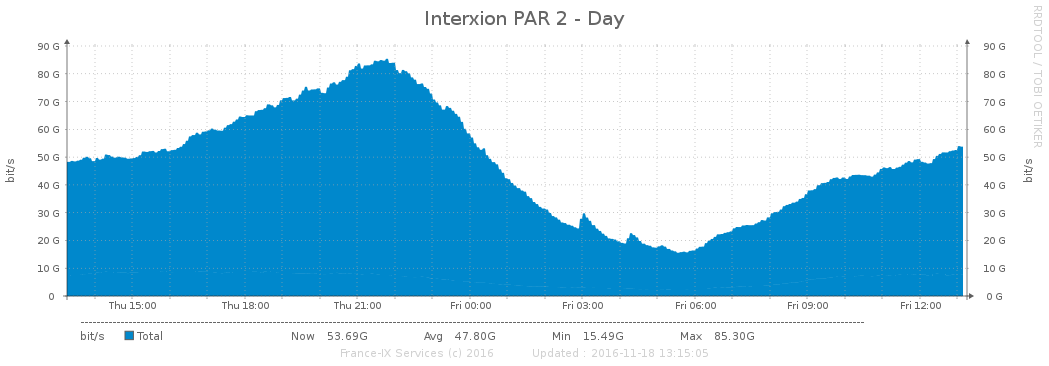 Interxion PAR 2 - Day
RRDTOOL / TOBI OETIKER
bit/s
90 G
80 G
70 G
60 G
50 G
40 G
30 G
20 G
10 G
0
90 G
80 G
70 G
60 G
50 G
40 G
30 G
20 G
10 G
0 G
bit/s
Thu 15:00 Thu 18:00 Thu 21:00 Fri 00:00 Fri 03:00 Fri 06:00 Fri 09:00 Fri 12:00
bit/s Total Now 53.69G Avg 47.80G Min 15.49G Max 85.30G
France-IX Services (c) 2016 Updated : 2016-11-18 13:15:05